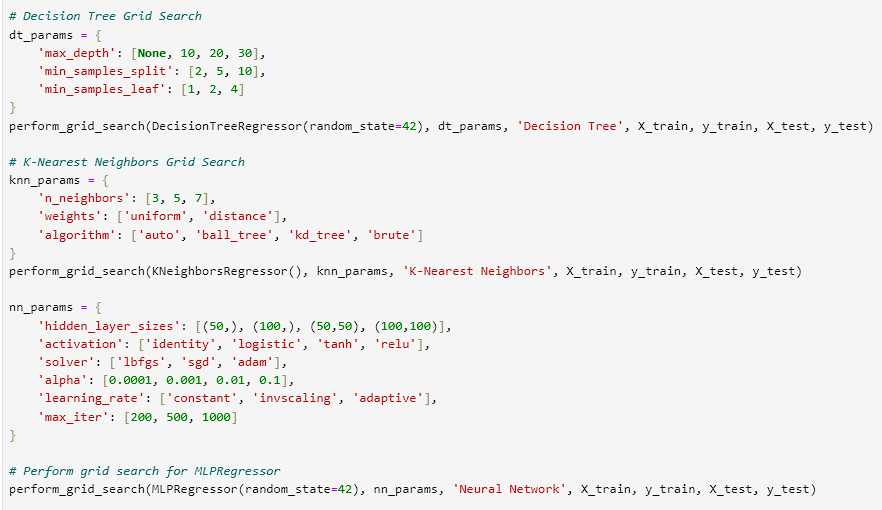 # Decision Tree Grid Search
dt_params = {
    'max_depth': [None, 10, 20, 30],
    'min_samples_split': [2, 5, 10],
    'min_samples_leaf': [1, 2, 4]
}
perform_grid_search(DecisionTreeRegressor(random_state=42), dt_params, 'Decision Tree', X_train, y_train, X_test, y_test)
# K-Nearest Neighbors Grid Search
knn_params = {
    'n_neighbors': [3, 5, 7],
    'weights': ['uniform', 'distance'],
    'algorithm': ['auto', 'ball_tree', 'kd_tree', 'brute']
}
perform_grid_search(KNeighborsRegressor(), knn_params, 'K-Nearest Neighbors', X_train, y_train, X_test, y_test)
nn_params = {
    'hidden_layer_sizes': [(50,), (100,), (50,50), (100,100)],
    'activation': ['identity', 'logistic', 'tanh', 'relu'],
    'solver': ['lbfgs', 'sgd', 'adam'],
    'alpha': [0.0001, 0.001, 0.01, 0.1],
    'learning_rate': ['constant', 'invscaling', 'adaptive'],
    'max_iter': [200, 500, 1000]
}
# Perform grid search for MLPRegressor
perform_grid_search(MLPRegressor(random_state=42), nn_params, 'Neural Network', X_train, y_train, X_test, y_test)